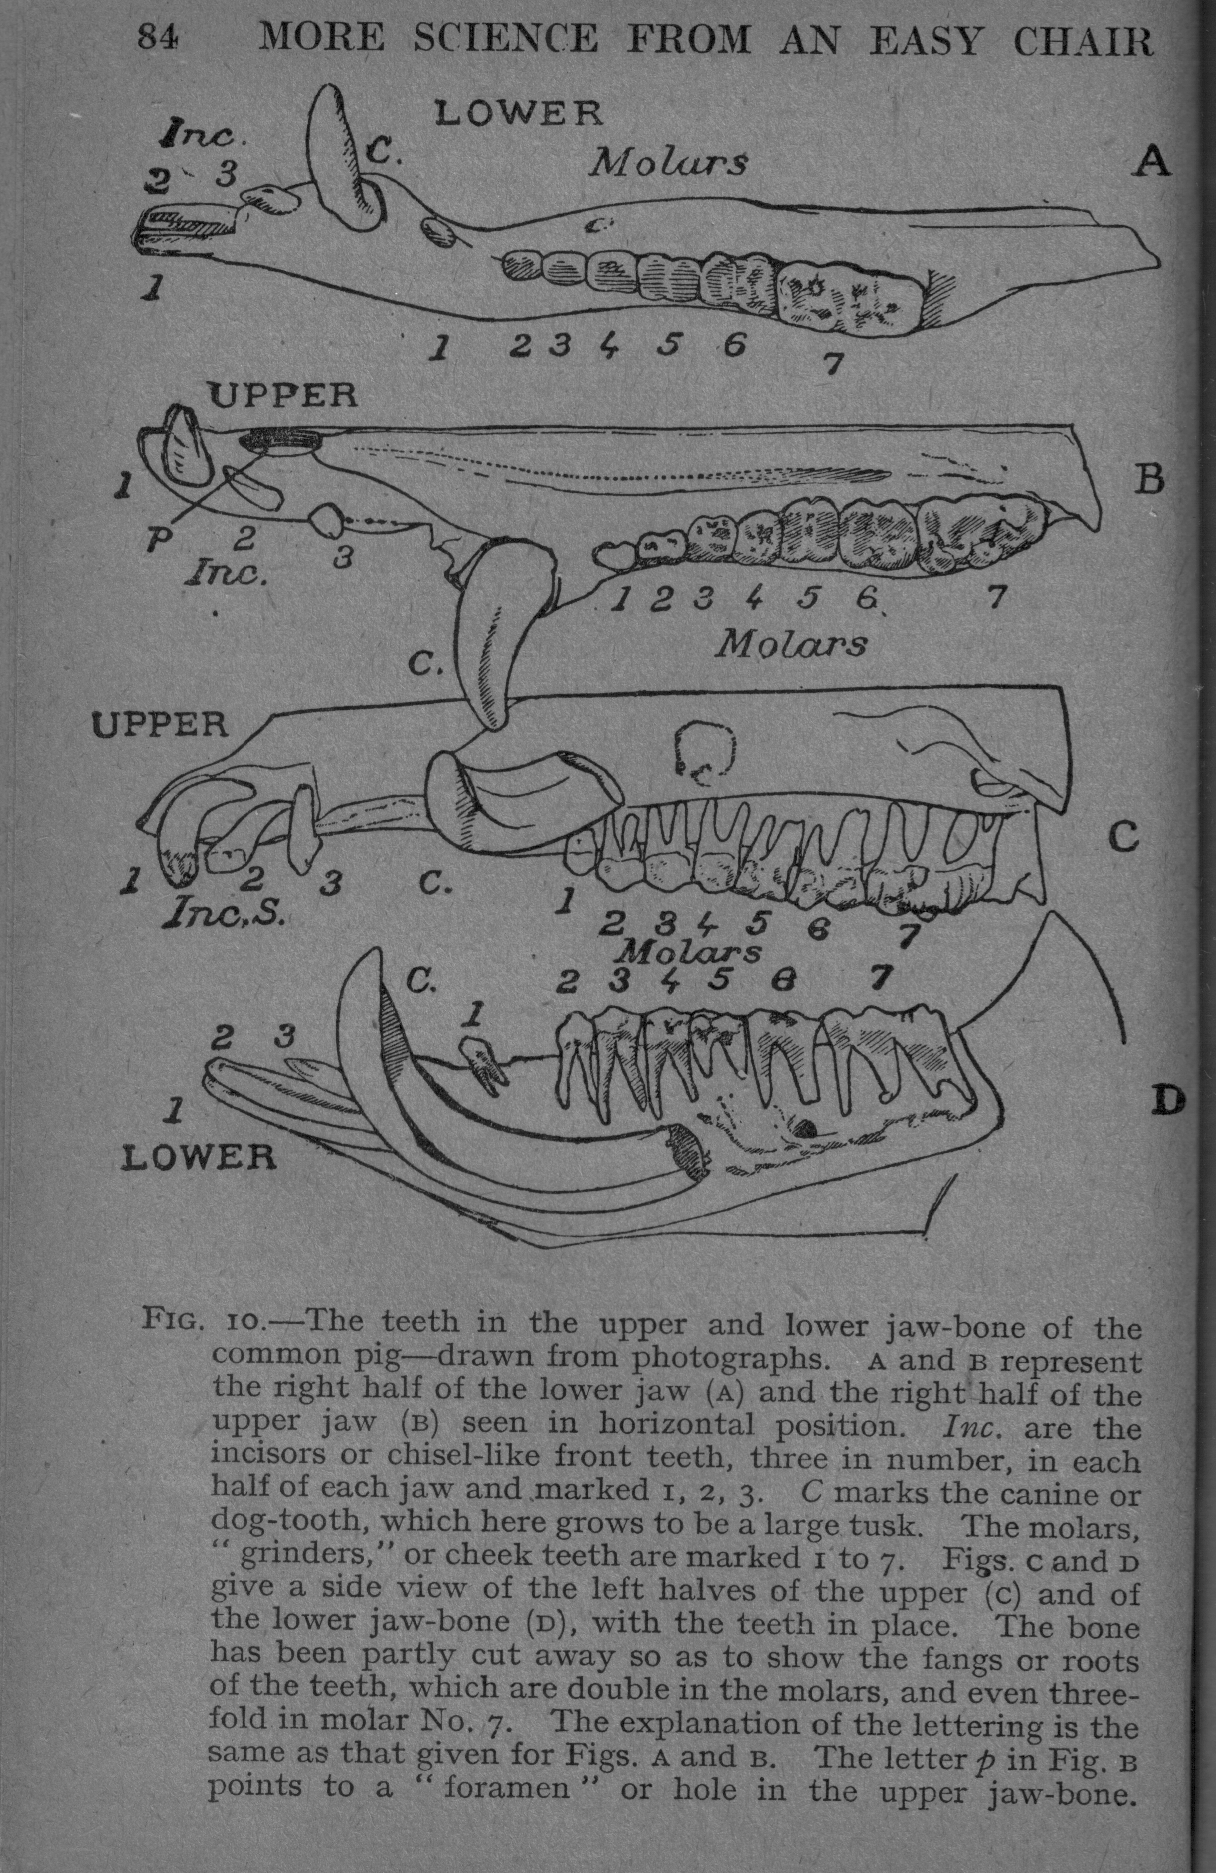 84 MORE SCIENCE FROM AN EASY CHAIR
LOWER
Inc.
C.
Molars
A
2 3
1
1 2 3 4 5 6 7
UPPER
B
1
P 2 3
Inc.
1 2 3 4 5 6 7
Molars
C.
UPPER
C
1 2 3 C. 1
Inc.S.
2 3 4 5 6 7
Molars
C. 2 3 4 5 6 7
1
2 3
1
D
LOWER
FIG. 10.—The teeth in the upper and lower jaw-bone of the
common pig—drawn from photographs. A and B represent
the right half of the lower jaw (A) and the right half of the
upper jaw (B) seen in horizontal position. Inc. are the
incisors or chisel-like front teeth, three in number, in each
half of each jaw and marked 1, 2, 3. C marks the canine or
dog-tooth, which here grows to be a large tusk. The molars,
“ grinders,” or cheek teeth are marked 1 to 7. Figs. C and D
give a side view of the left halves of the upper (C) and of
the lower jaw-bone (D), with the teeth in place. The bone
has been partly cut away so as to show the fangs or roots
of the teeth, which are double in the molars, and even three-
fold in molar No. 7. The explanation of the lettering is the
same as that given for Figs. A and B. The letter p in Fig. B
points to a “ foramen ” or hole in the upper jaw-bone.